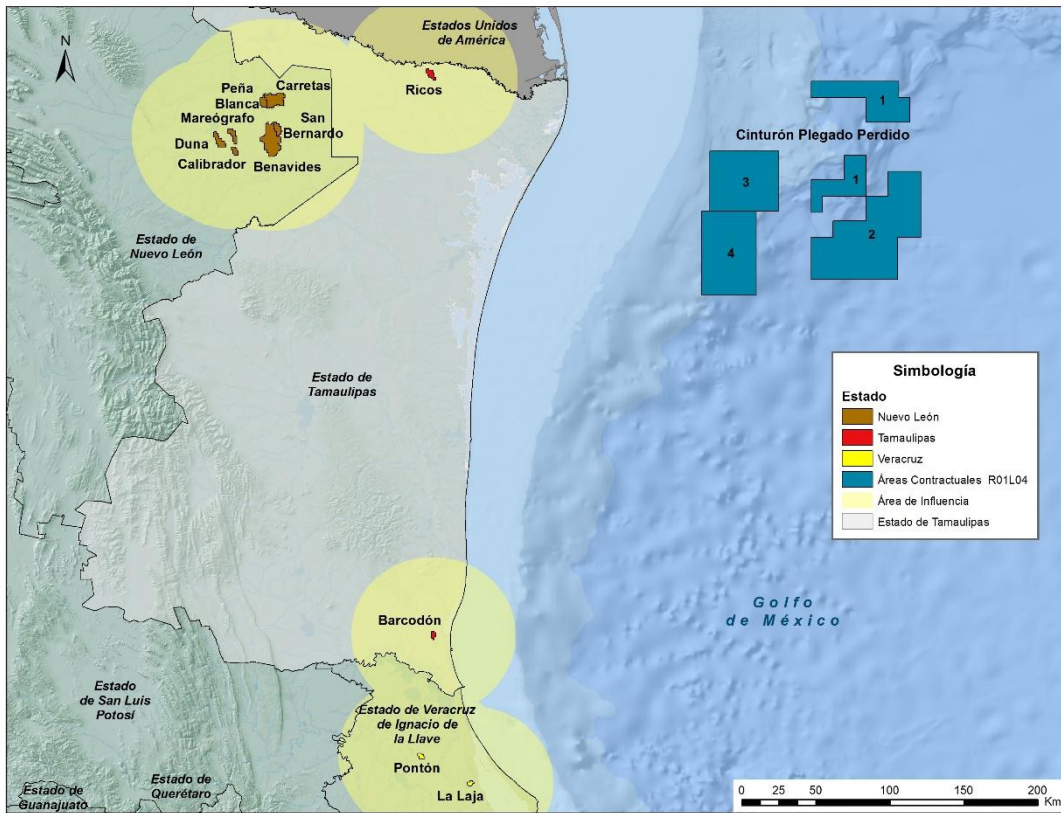 Estados Unidos
de América
N
Peña
Blanca
Carretas
Ricos
Mareógrafo
San
Bernardo
Duna
Calibrador
Benavides
1
Cinturón Plegado Perdido
3
1
2
4
Estado de
Nuevo León
Estado de
Tamaulipas
Simbología
Estado
Nuevo León
Tamaulipas
Veracruz
Áreas Contractuales R01L04
Área de Influencia
Estado de Tamaulipas
Golfo
de México
Barcodón
Estado
de San Luis
Potosí
Estado de Veracruz
de Ignacio de
la Llave
Pontón
La Laja
Estado de
Guanajuato
Estado de
Querétaro
0 25 50 100 150 200
Km